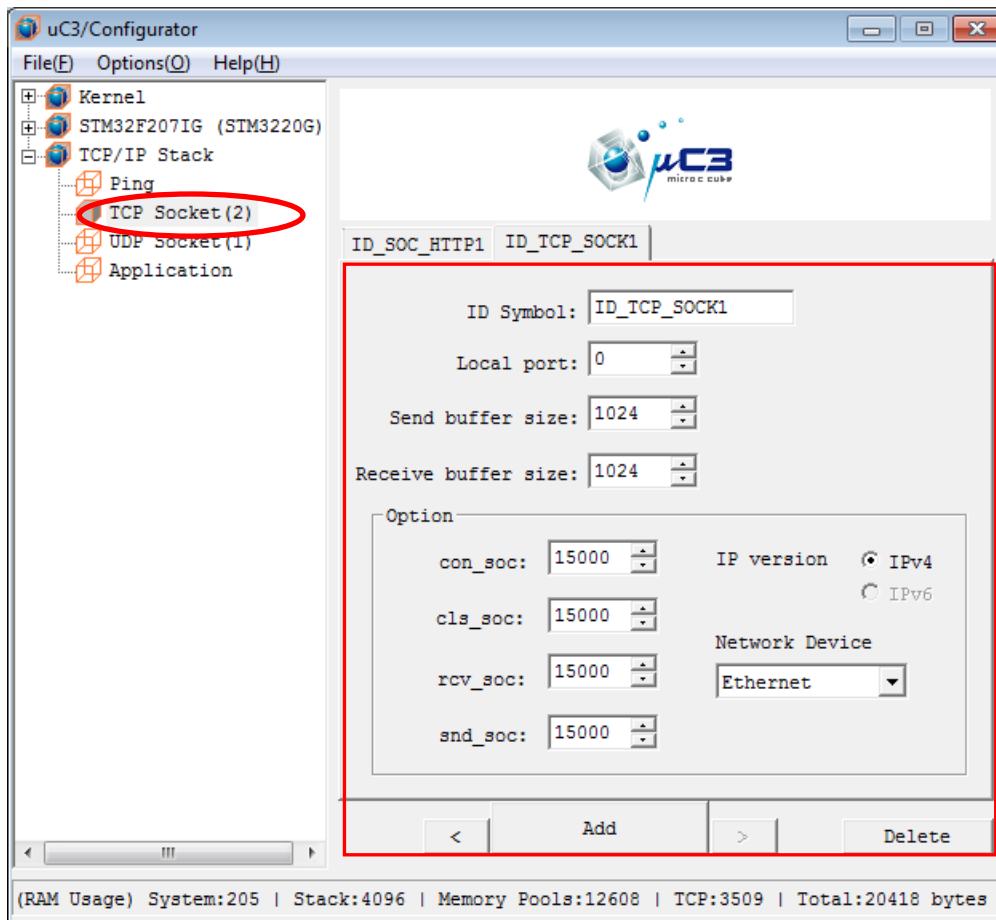 uC3/Configurator
File(F) Options(O) Help(H)
Kernel
STM32F207IG (STM3220G)
TCP/IP Stack
Ping
TCP Socket(2)
UDP Socket(1)
Application
μC3
micro c cube
ID_SOC_HTTP1 ID_TCP_SOCK1
ID Symbol: ID_TCP_SOCK1
Local port: 0
Send buffer size: 1024
Receive buffer size: 1024
Option
con_soc: 15000 IP version IPv4
IPv6
cls_soc: 15000
Network Device
rcv_soc: 15000 Ethernet
snd_soc: 15000
< Add > Delete
(RAM Usage) System:205 | Stack:4096 | Memory Pools:12608 | TCP:3509 | Total:20418 bytes